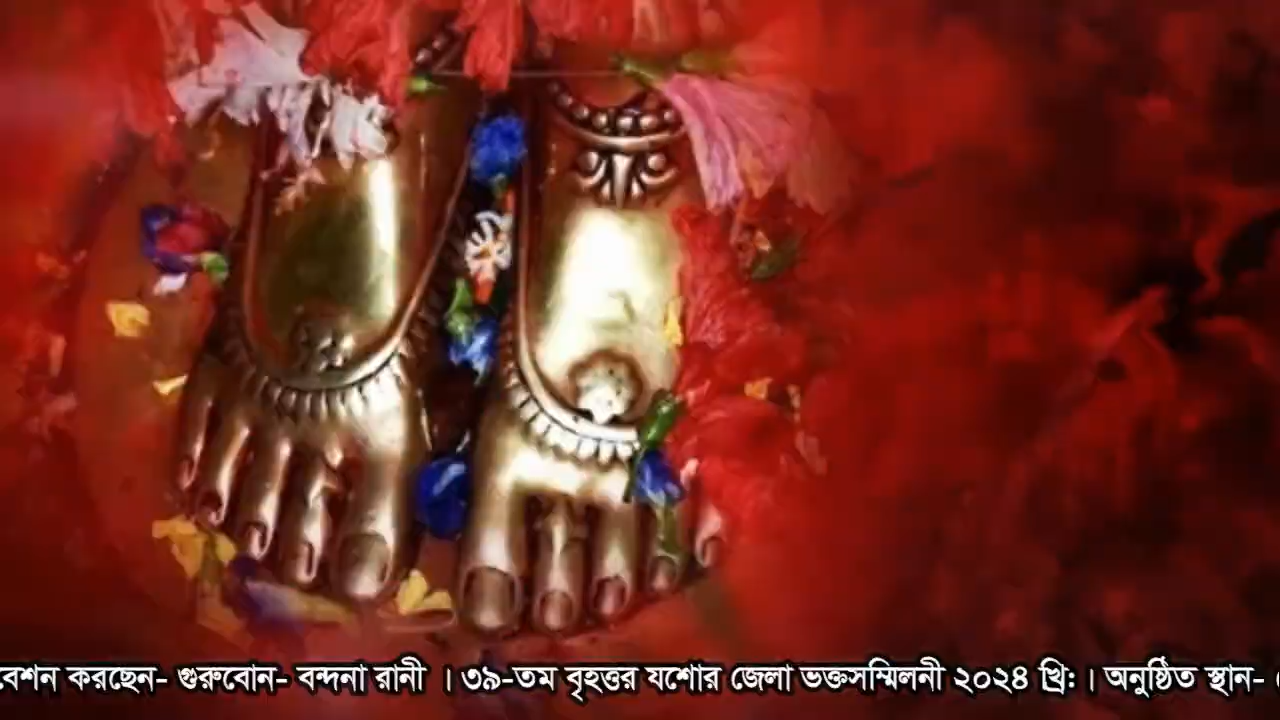 বেশন করছেন- গুরুবোন- বন্দনা রানী । ৩৯-তম বৃহত্তর যশোর জেলা ভক্তসম্মিলনী ২০২৪ খ্রি: । অনুষ্ঠিত স্থান-